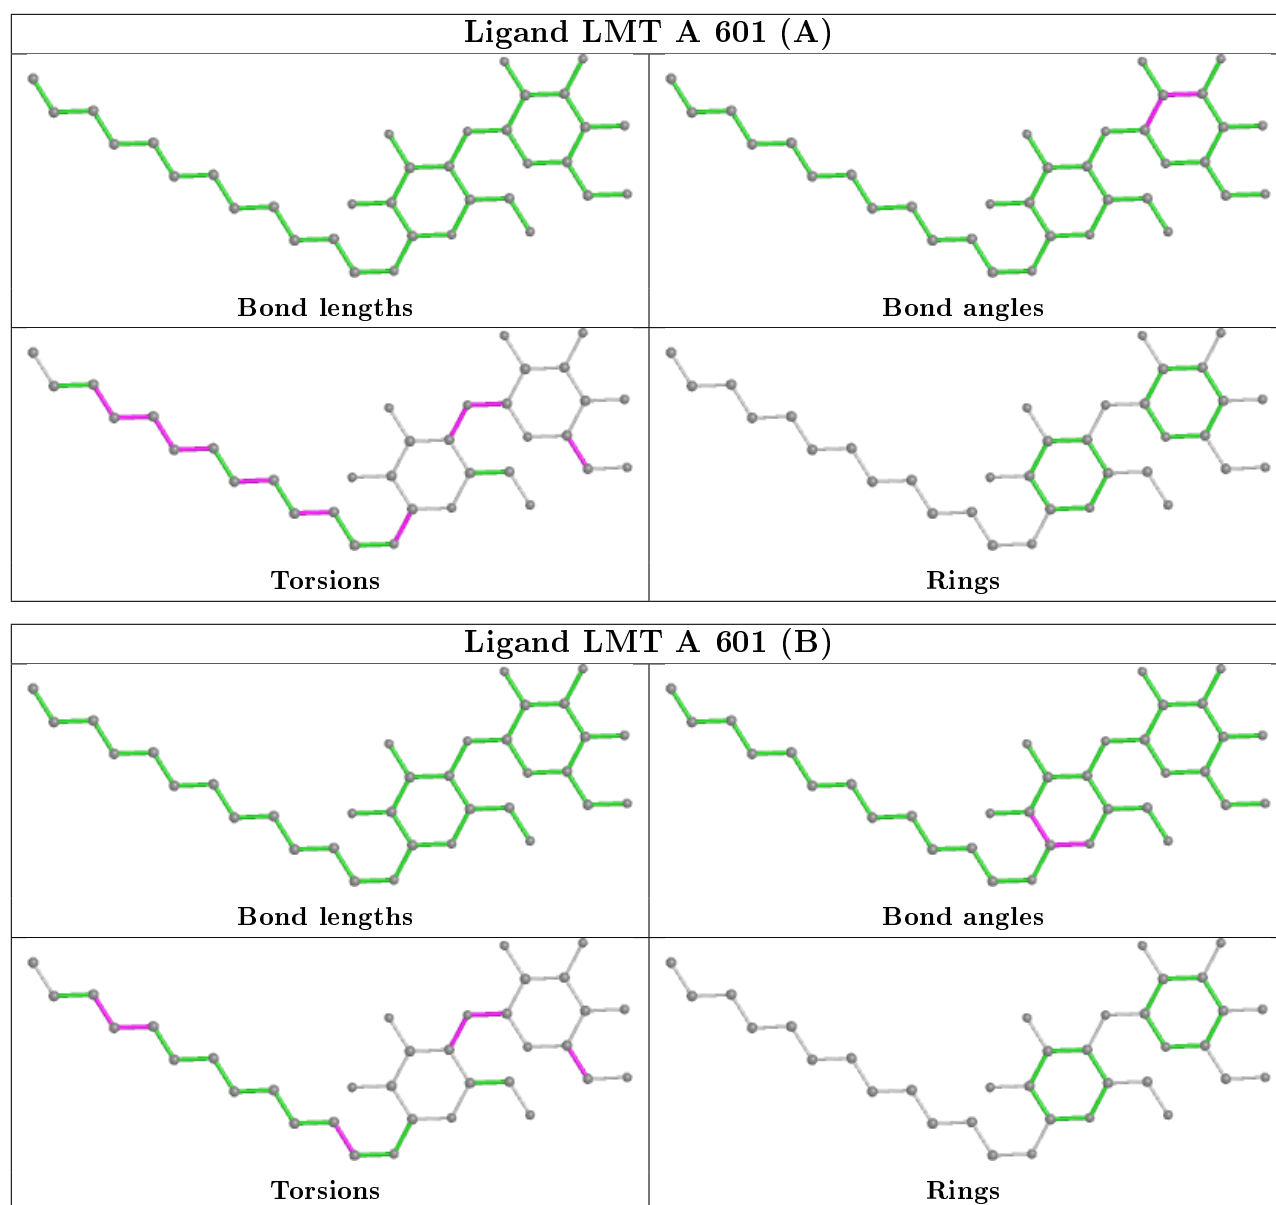 Ligand LMT A 601 (A)
Bond lengths
Bond angles
Torsions
Rings
Ligand LMT A 601 (B)
Bond lengths
Bond angles
Torsions
Rings